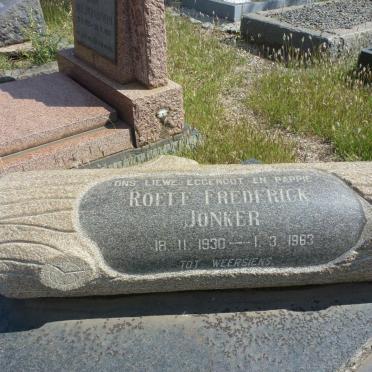 ONS LIEWE EGGENOOT EN PAPPIE
ROELF FREDERICK
JONKER
18.11.1930 — 1.3.1963
TOT WEERSIENS